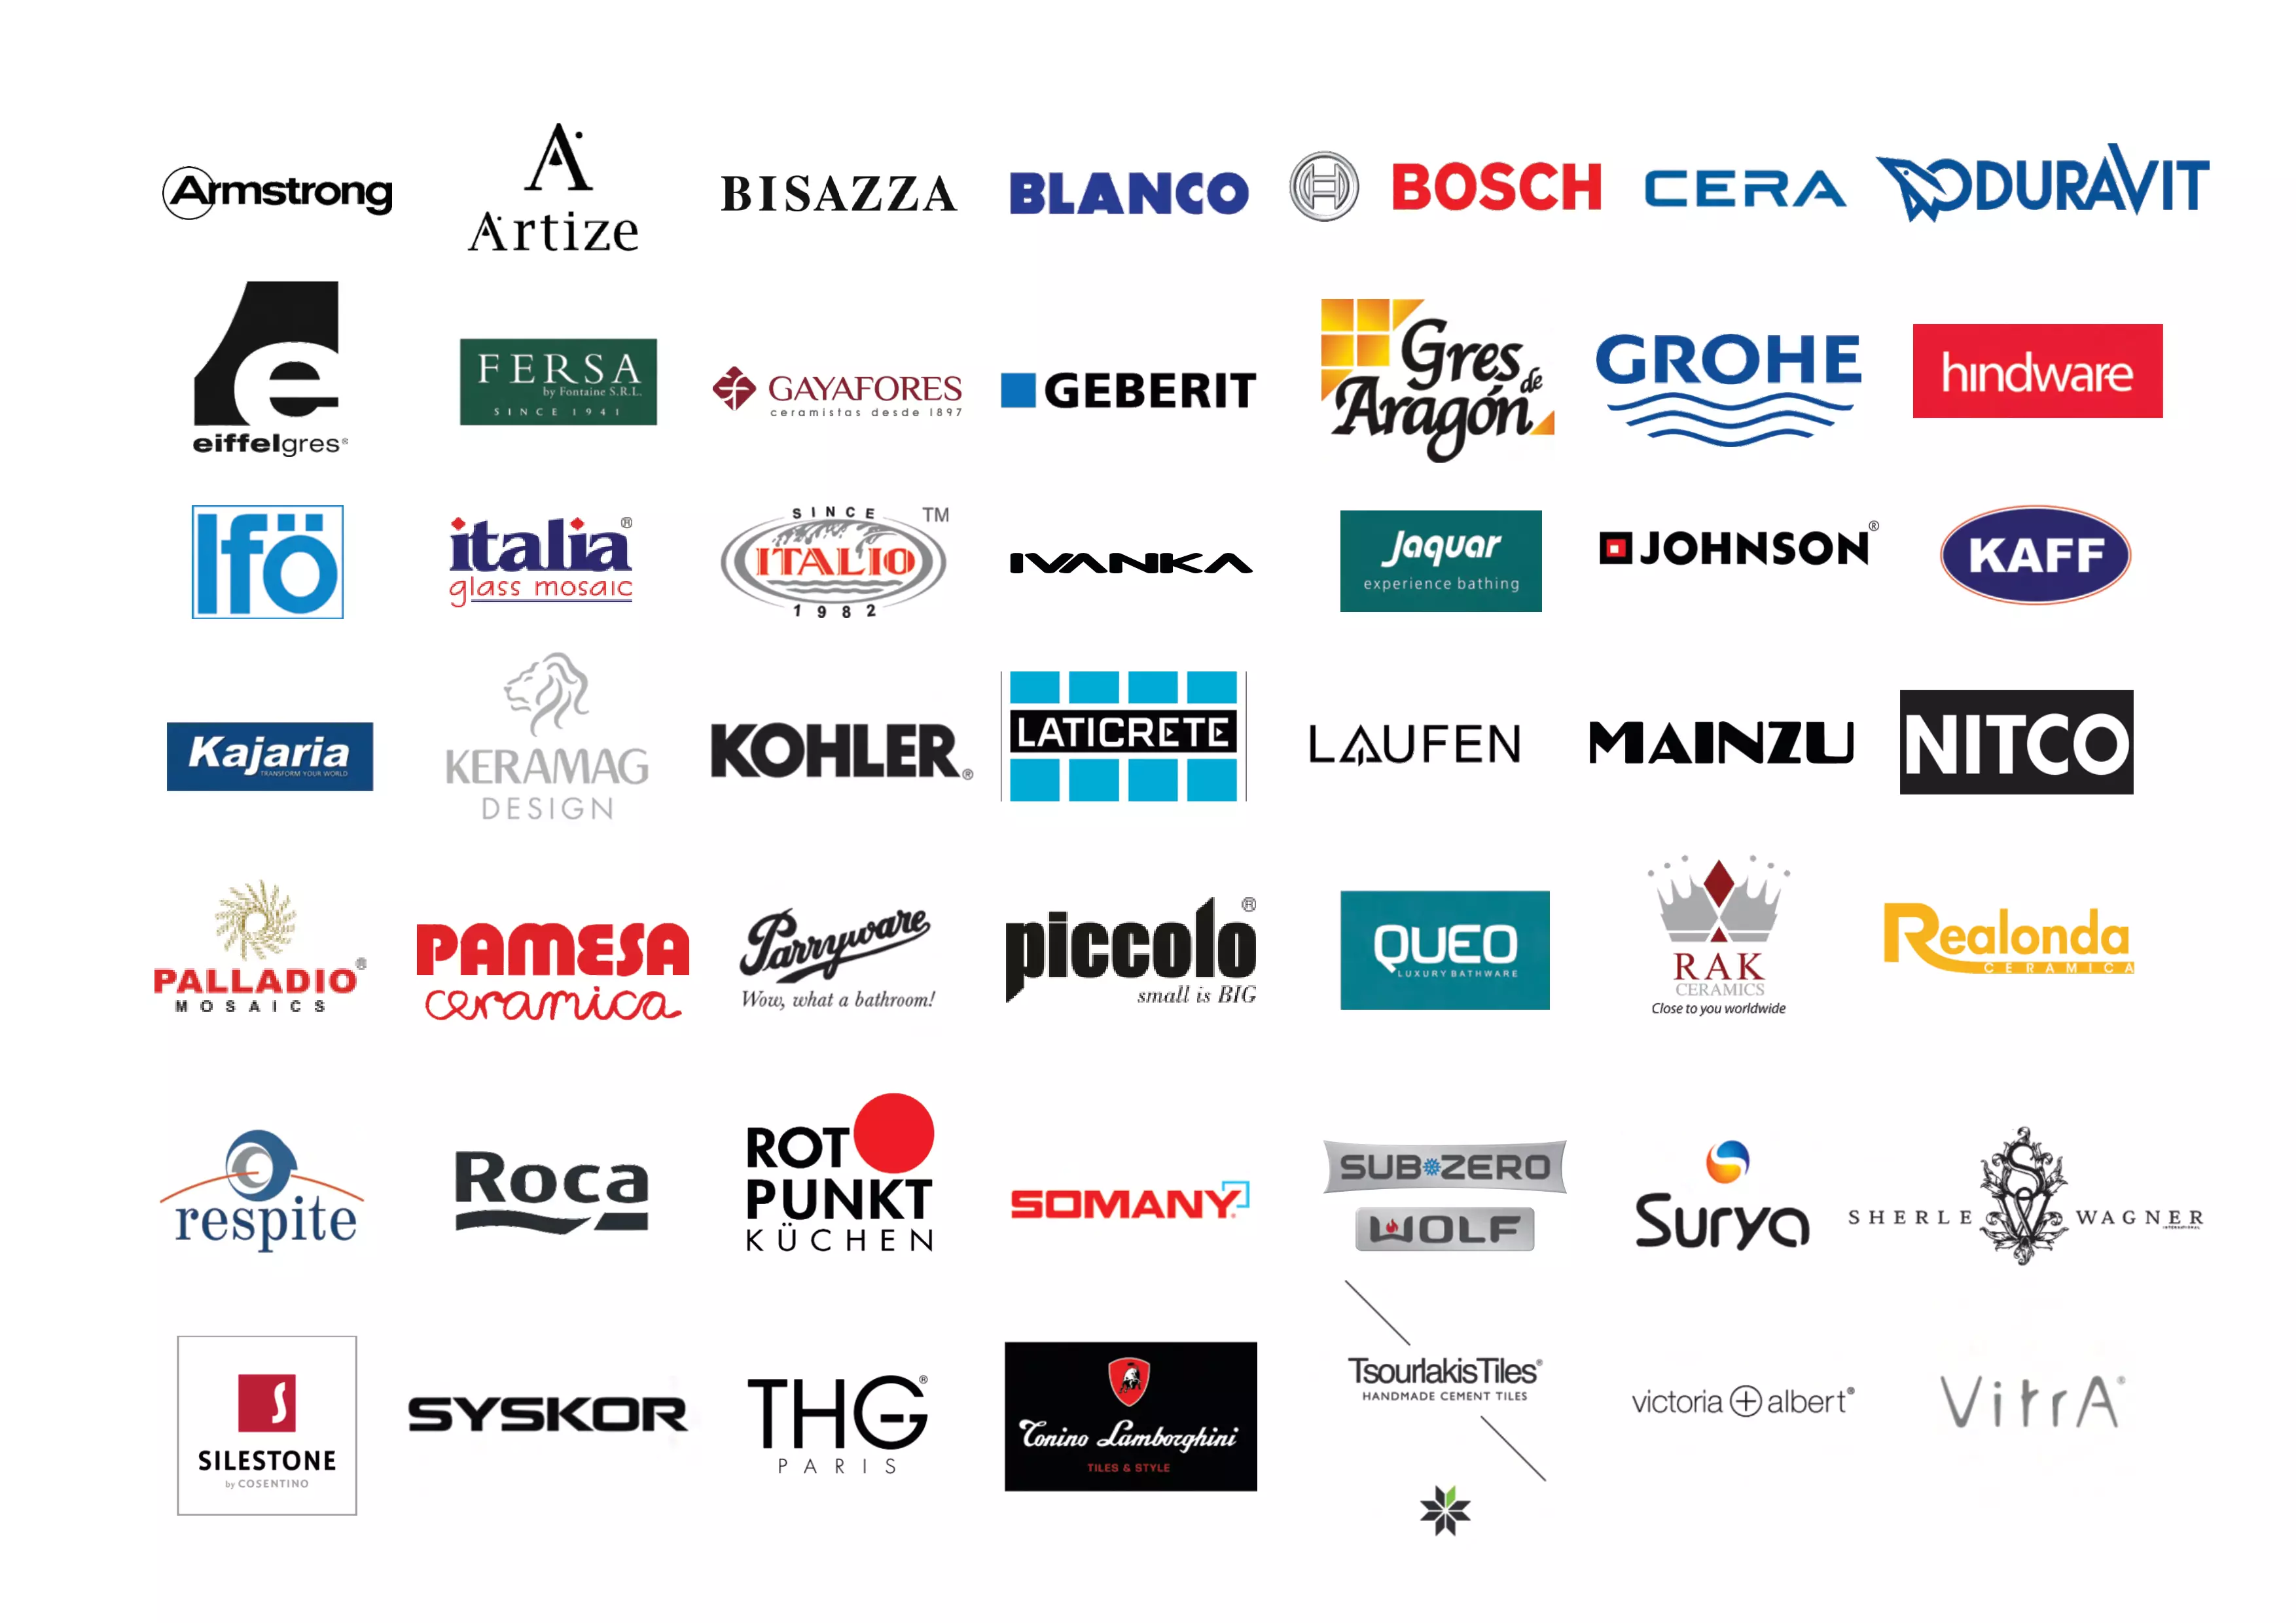 Armstrong
A
Artize
BISAZZA
BLANCO
BOSCH
CERA
DURAVIT
e
eiffelgres®
FERSA
by Fontaine S.R.L.
SINCE 1941
GAYAFORES
ceramistas desde 1897
GEBERIT
Gres
de
Aragón
GROHE
hindware
Ifö
italia®
glass mosaic
SINCE TM
ITALIO
1982
IVANKA
Jaquar
experience bathing
JOHNSON®
KAFF
Kajaria
TRANSFORM YOUR WORLD
KERAMAG
DESIGN
KOHLER®
LATICRETE
LAUFEN
MAINZU
NITCO
PALLADIO®
MOSAICS
PAMESA
ceramica
Parryware
Wow, what a bathroom!
piccolo®
small is BIG
QUEO
LUXURY BATHWARE
RAK
CERAMICS
Close to you worldwide
Realonda
CERAMICA
respite
Roca
ROT
PUNKT
KÜCHEN
SOMANY®
SUB ZERO
WOLF
Surya
SHERLE SW WAGNER
INTERNATIONAL
S
SILESTONE
by COSENTINO
SYSKOR
THG®
PARIS
Tonino Lamborghini
TILES & STYLE
TsourlakisTiles®
HANDMADE CEMENT TILES
victoria + albert®
VitrA®